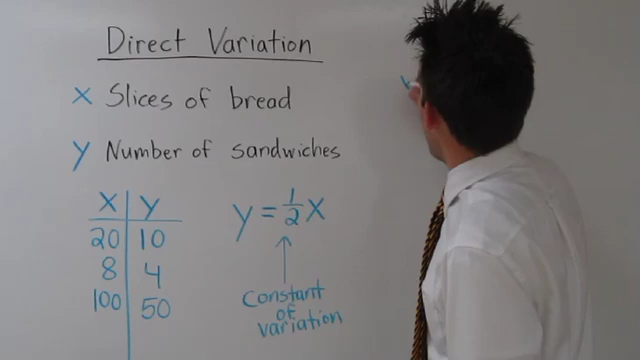 Direct Variation
X Slices of bread
y Number of sandwiches
X Y
20 10
8 4
100 50
y = 1/2 X
Constant
of
variation